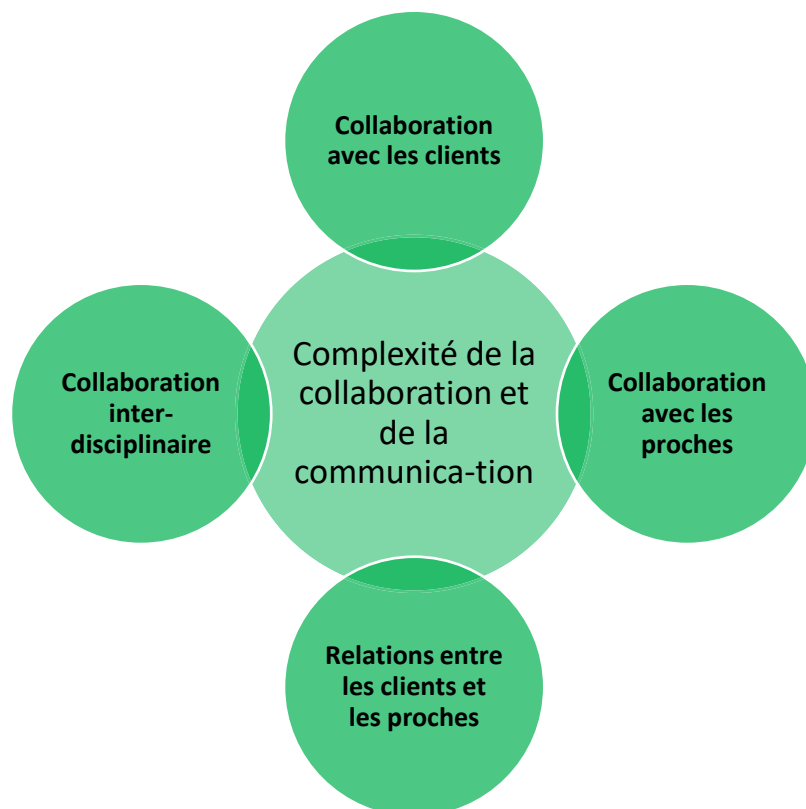 Collaboration
avec les clients
Collaboration
inter-
disciplinaire
Complexité de la
collaboration et
de la
communica-tion
Collaboration
avec les
proches
Relations entre
les clients et
les proches